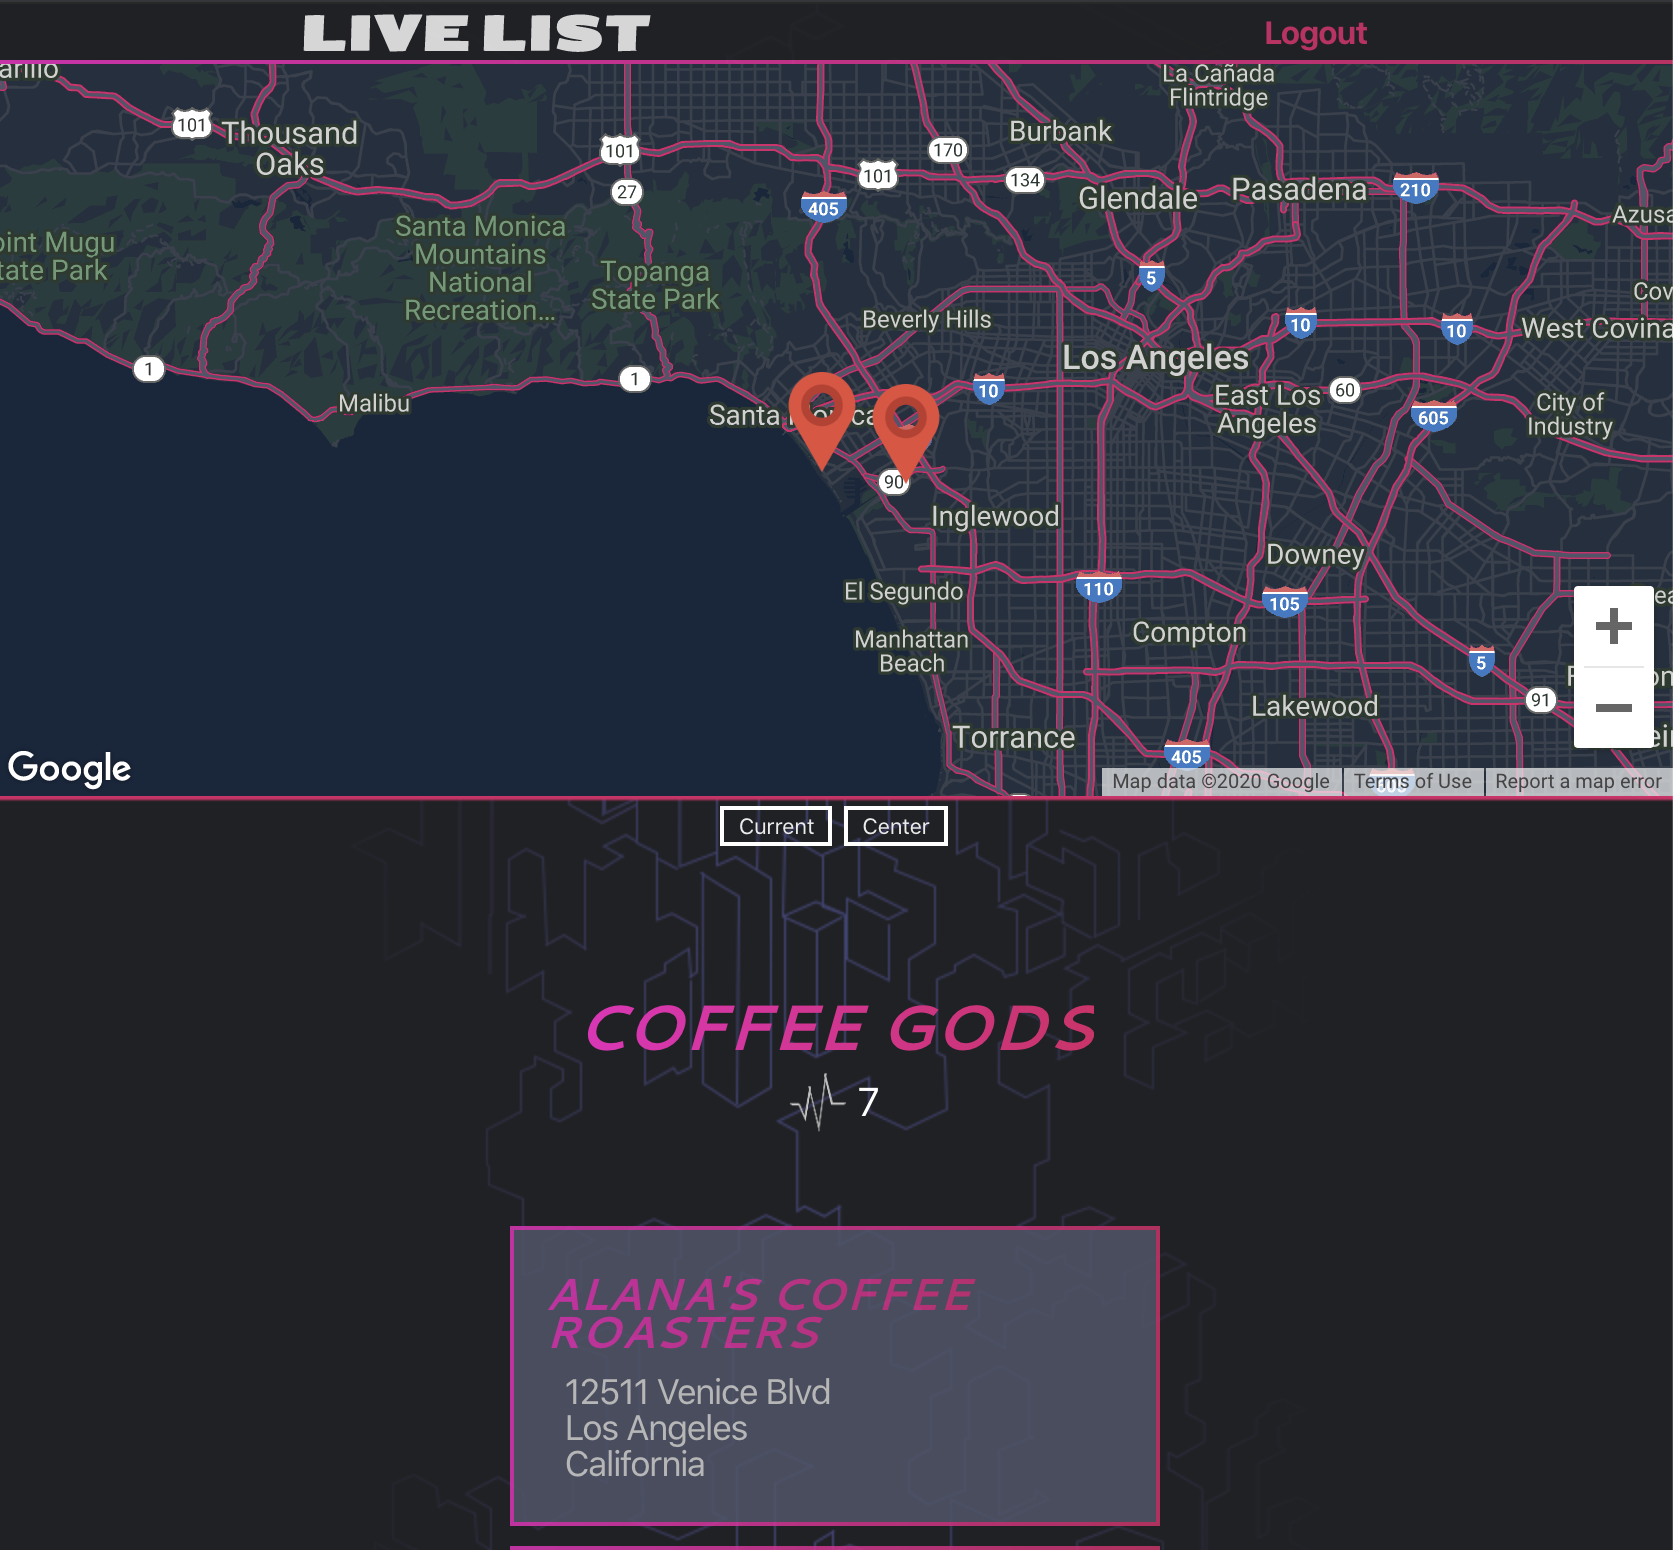 LIVE LIST
Logout
arillo
La Cañada
Flintridge
101
Thousand
Oaks
101
170
Burbank
101
134
27
405
Glendale
Pasadena
210
Azusa
Santa Monica
Mountains
National
Recreation...
oint Mugu
tate Park
Topanga
State Park
5
Cov
Beverly Hills
10
10
West Covina
Los Angeles
1
1
Malibu
10
East Los
Angeles
60
605
City of
Industry
Santa Monica
90
Inglewood
Downey
El Segundo
110
105
Manhattan
Beach
Compton
5
Lakewood
91
Torrance
405
Google
Map data ©2020 Google
Terms of Use
Report a map error
Current
Center
COFFEE GODS
7
ALANA'S COFFEE
ROASTERS
12511 Venice Blvd
Los Angeles
California